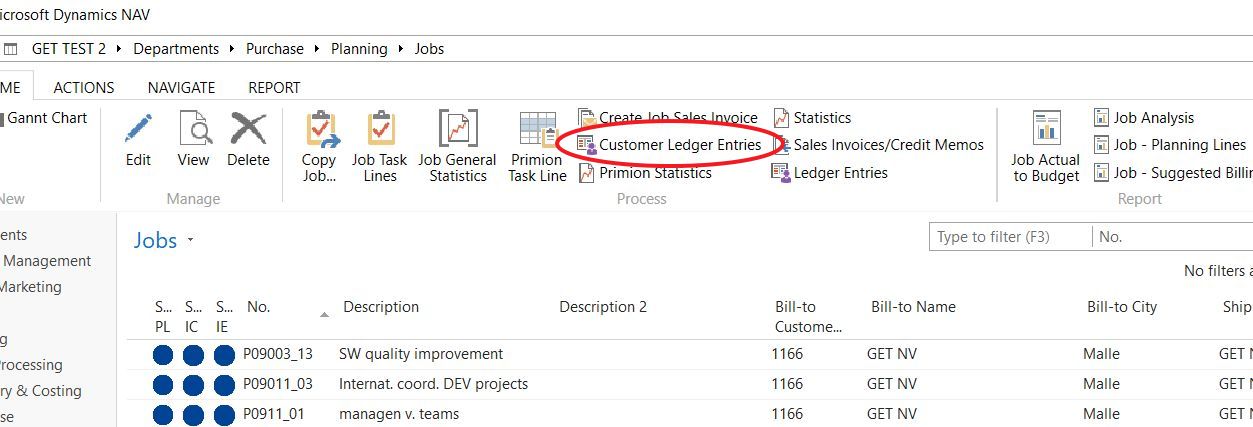 icrosoft Dynamics NAV
GET TEST 2 Departments Purchase Planning Jobs
ME ACTIONS NAVIGATE REPORT
Gannt Chart
Edit
View
Delete
Manage
Copy Job...
Job Task Lines
Job General Statistics
Primion Task Line
Create Job Sales Invoice
Customer Ledger Entries
Primion Statistics
Statistics
Sales Invoices/Credit Memos
Ledger Entries
Process
Job Actual to Budget
Job Analysis
Job - Planning Lines
Job - Suggested Billin
Report
New
ents
Management
Marketing
g
rocessing
ry & Costing
se
Jobs
Type to filter (F3) No.
No filters a
S... PL S... IC S... IE No. Description Description 2 Bill-to Custome... Bill-to Name Bill-to City Ship
P09003_13 SW quality improvement 1166 GET NV Malle GET N
P09011_03 Internat. coord. DEV projects 1166 GET NV Malle GET N
P0911_01 managen v. teams 1166 GET NV Malle GET N